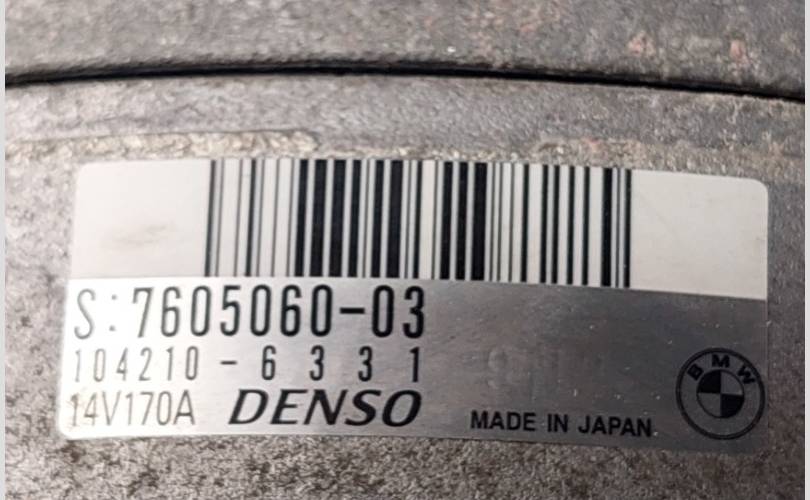 S:7605060-03
104210-6331
14V170A DENSO MADE IN JAPAN
BMW